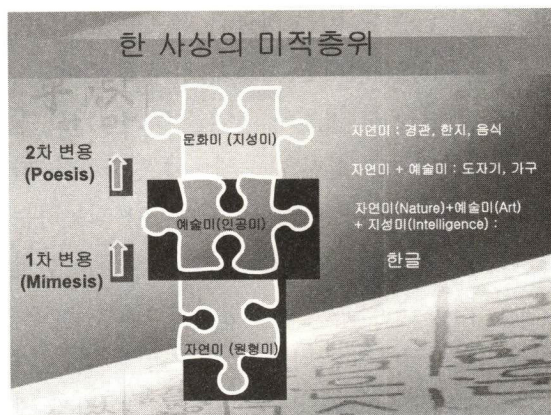 한 사상의 미적층위
2차 변용
(Poesis)
1차 변용
(Mimesis)
문화미 (지성미)
예술미(인공미)
자연미 (원형미)
자연미 : 경관, 한지, 음식
자연미 + 예술미 : 도자기, 가구
자연미(Nature)+예술미(Art)
+ 지성미(Intelligence) :
한글